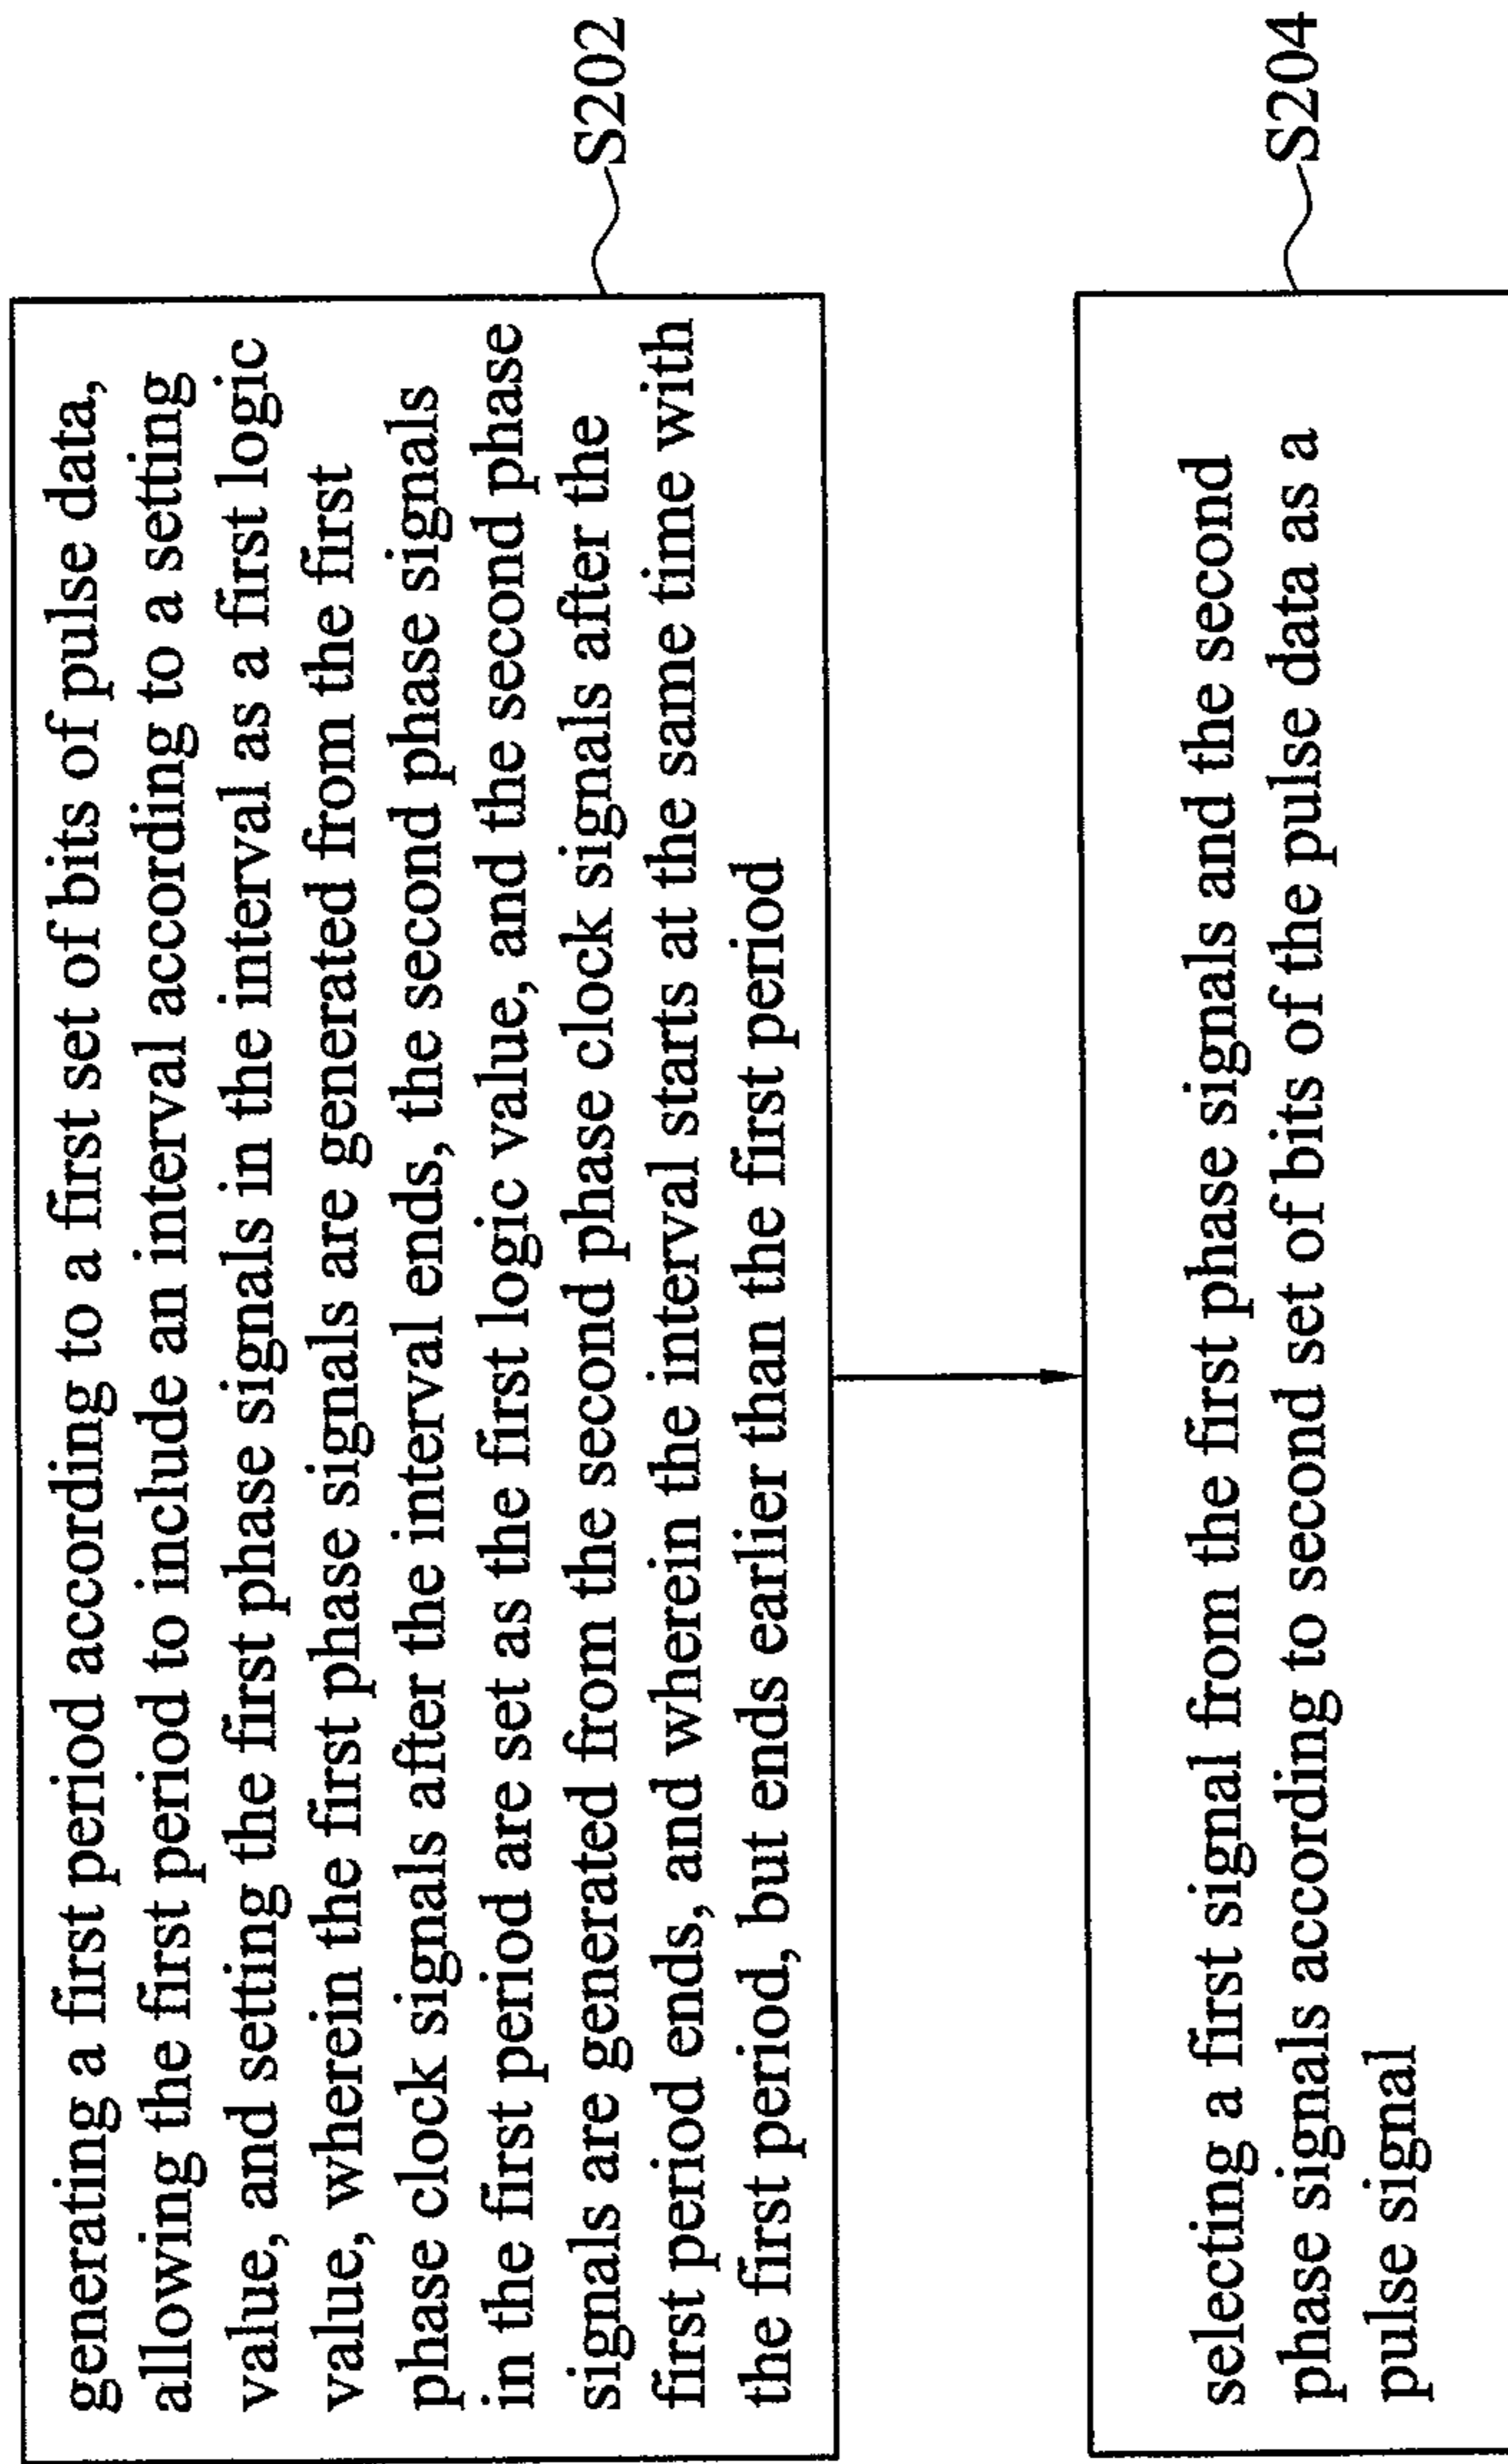 generating a first period according to a first set of bits of pulse data,
allowing the first period to include an interval according to a setting
value, and setting the first phase signals in the interval as a first logic
value, wherein the first phase signals are generated from the first
phase clock signals after the interval ends, the second phase signals
in the first period are set as the first logic value, and the second phase
signals are generated from the second phase clock signals after the
first period ends, and wherein the interval starts at the same time with
the first period, but ends earlier than the first period
S202
selecting a first signal from the first phase signals and the second
phase signals according to second set of bits of the pulse data as a
pulse signal
S204